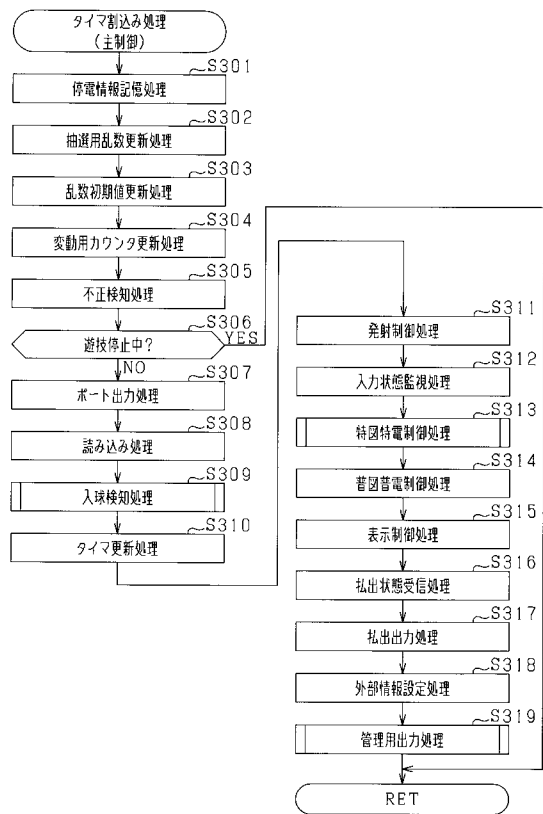 タイマ割込み処理
(主制御)
S301
停電情報記憶処理
S302
抽選用乱数更新処理
S303
乱数初期値更新処理
S304
変動用カウンタ更新処理
S305
不正検知処理
S306
遊技停止中?
YES
NO
S307
ポート出力処理
S308
読み込み処理
S309
入球検知処理
S310
タイマ更新処理
S311
発射制御処理
S312
入力状態監視処理
S313
特図特電制御処理
S314
普図普電制御処理
S315
表示制御処理
S316
払出状態受信処理
S317
払出出力処理
S318
外部情報設定処理
S319
管理用出力処理
RET